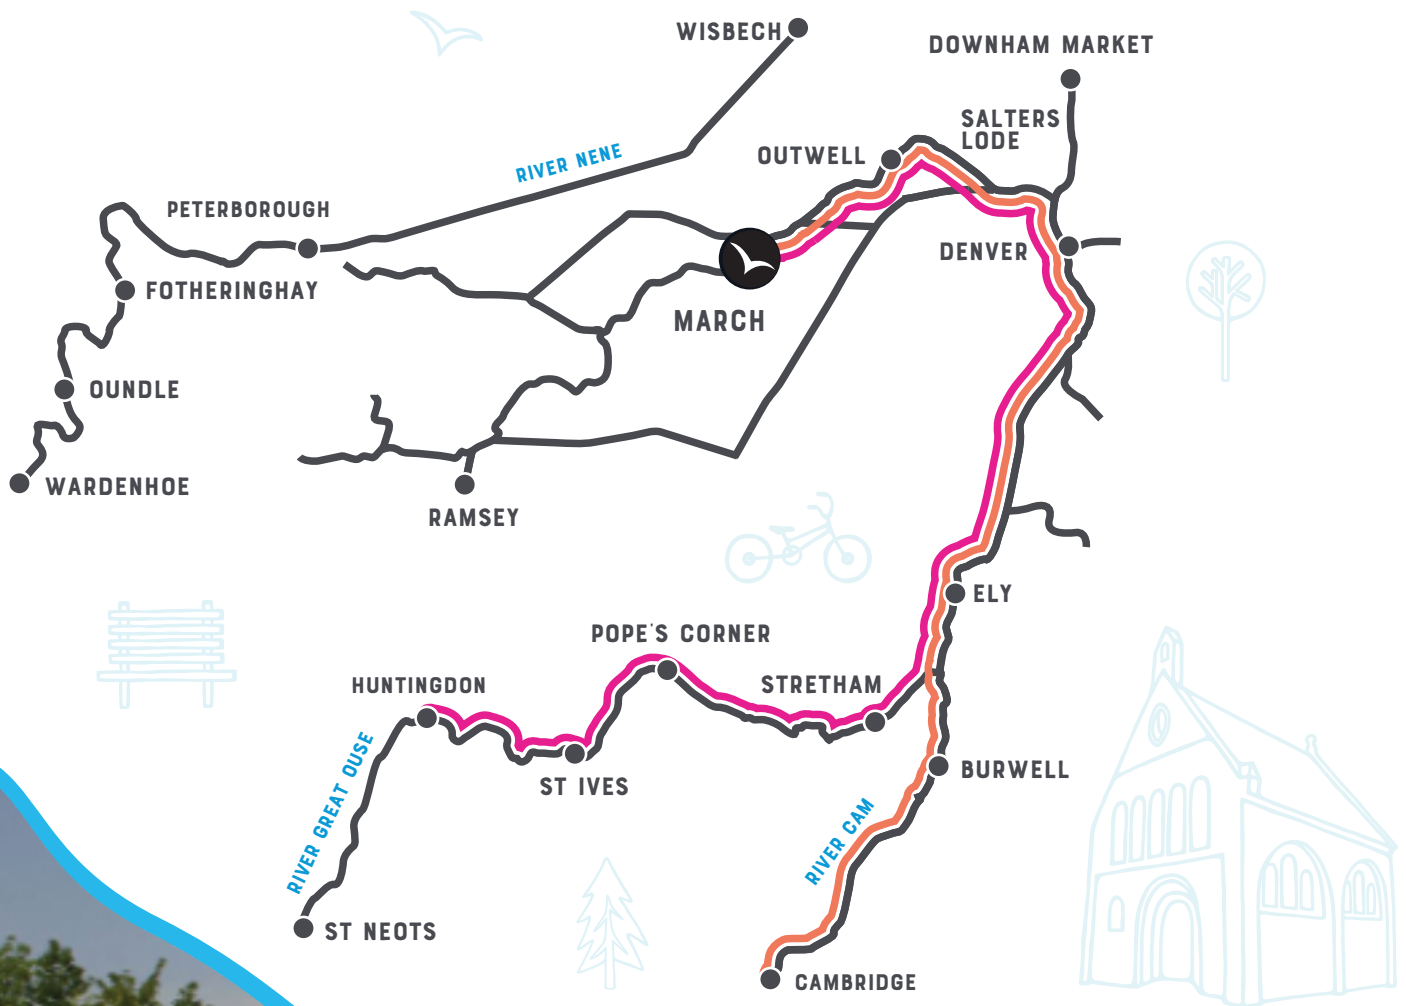 WISBECH
DOWNHAM MARKET
SALTERS
LODE
OUTWELL
RIVER NENE
PETERBOROUGH
DENVER
FOTHERINGHAY
MARCH
OUNDLE
WARDENHOE
RAMSEY
ELY
POPE'S CORNER
HUNTINGDON
STRETHAM
ST IVES
BURWELL
RIVER GREAT OUSE
RIVER CAM
ST NEOTS
CAMBRIDGE